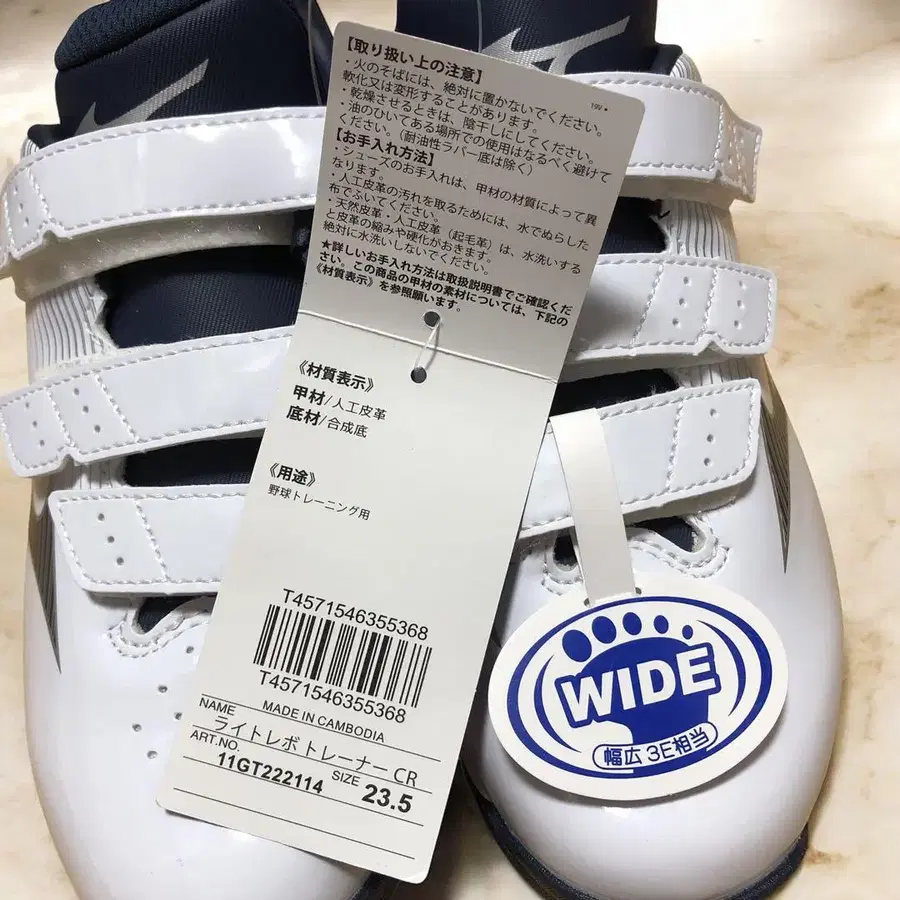 【取り扱い上の注意】
・火のそばには、絶対に置かないでください。
軟化又は変形することがあります。
・乾燥させるときは、陰干しにしてください。
・油のひいてある場所での使用はなるべく避けて
ください。（耐油性ラバー底は除く）
【お手入れ方法】
・シューズのお手入れは、甲材の材質によって異
なります。
・人工皮革の汚れを取るためには、水でぬらした
布でふいてください。
・天然皮革・人工皮革（起毛革）は、水洗いする
と皮革の縮みや硬化がおきます。
絶対に水洗いしないでください。
★詳しいお手入れ方法は取扱説明書でご確認くだ
さい。この商品の甲材の素材については、下記の
《材質表示》を参照願います。
《材質表示》
甲材/人工皮革
底材/合成底
《用途》
野球トレーニング用
T4571546355368
T4571546355368
MADE IN CAMBODIA
NAME
ライトレボトレーナー CR
ART.NO.
11GT222114
SIZE
23.5
WIDE
幅広 3E相当